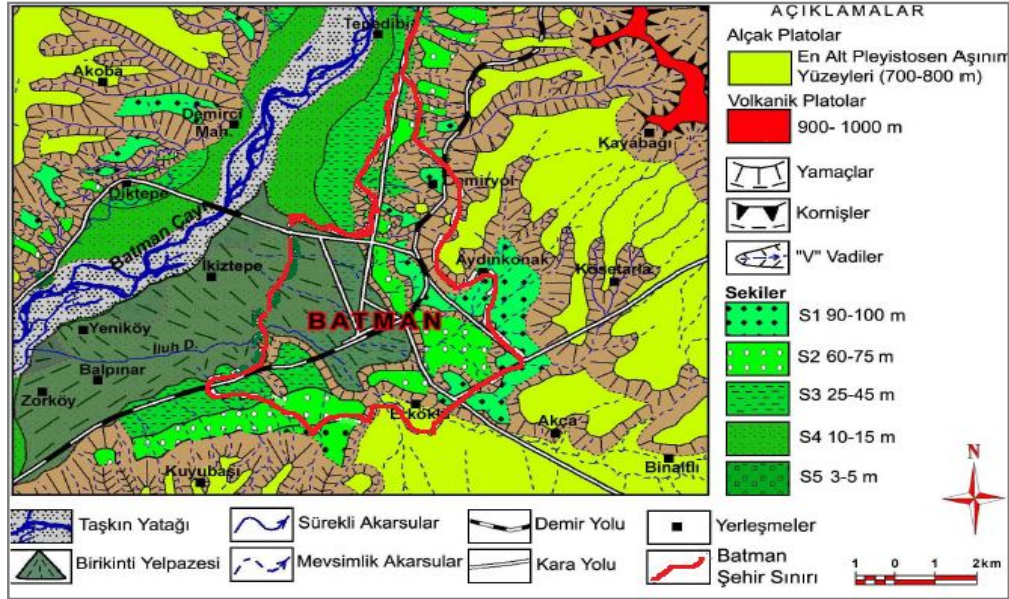 Tepedibi
Akoba
Demirci
Mah.
Kayabağı
Diktepe
Demiryol
Batman Çayı
Aydınkonak
İkiztepe
Kösetarla
BATMAN
Yeniköy
Iluh D.
Balpınar
Zorköy
Erköklü
Akça
Kuyubaşı
Binatlı
AÇIKLAMALAR
Alçak Platolar
En Alt Pleyistosen Aşınım
Yüzeyleri (700-800 m)
Volkanik Platolar
900- 1000 m
Yamaçlar
Kornişler
"V" Vadiler
Sekiler
S1 90-100 m
S2 60-75 m
S3 25-45 m
S4 10-15 m
S5 3-5 m
N
Taşkın Yatağı
Sürekli Akarsular
Demir Yolu
Yerleşmeler
Birikinti Yelpazesi
Mevsimlik Akarsular
Kara Yolu
Batman
Şehir Sınırı
1 0 1 2 km